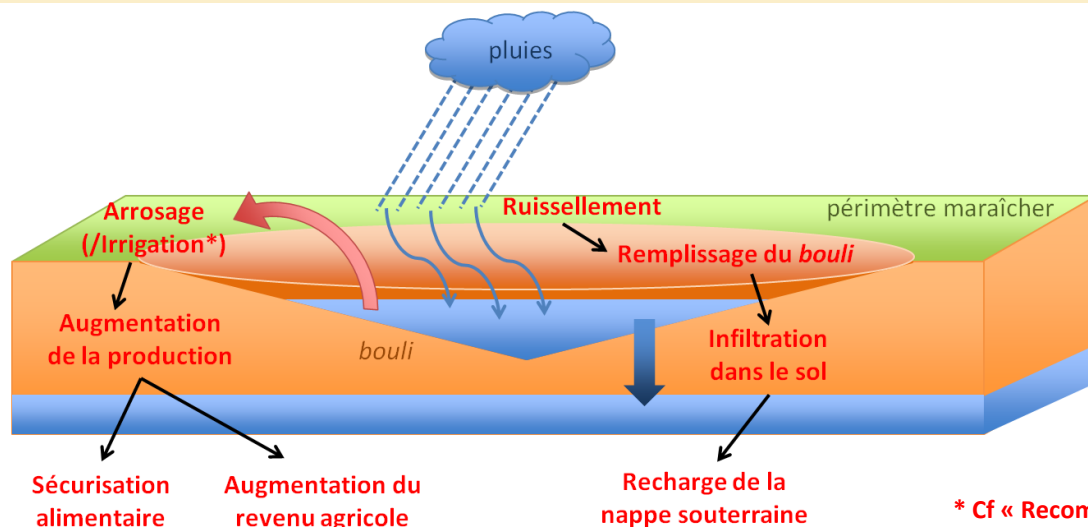 pluies
Arrosage
(/Irrigation*)
Ruissellement
périmètre maraîcher
Remplissage du bouli
Augmentation
de la production
bouli
Infiltration
dans le sol
Sécurisation
alimentaire
Augmentation du
revenu agricole
Recharge de la
nappe souterraine
* Cf « Recom